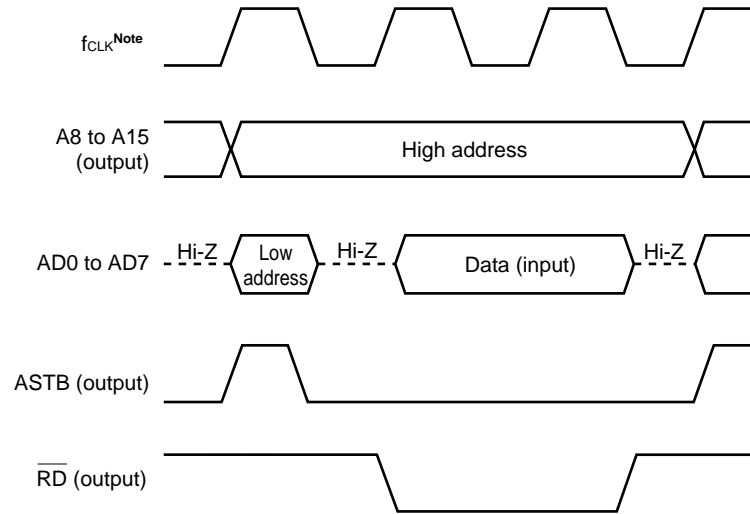 fCLKNote
A8 to A15
(output)
High address
AD0 to AD7
Hi-Z
Low
address
Hi-Z
Data (input)
Hi-Z
ASTB (output)
RD (output)